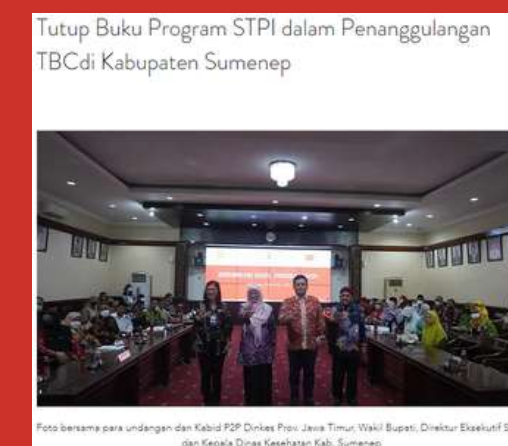 Tutup Buku Program STPI dalam Penanggulangan
TBCdi Kabupaten Sumenep
Foto bersama para undangan dan Kabid P2P Dinkes Prov. Jawa Timur, Wakil Bupati, Direktur Eksekutif S
dan Kepala Dinas Kesehatan Kab. Sumenep